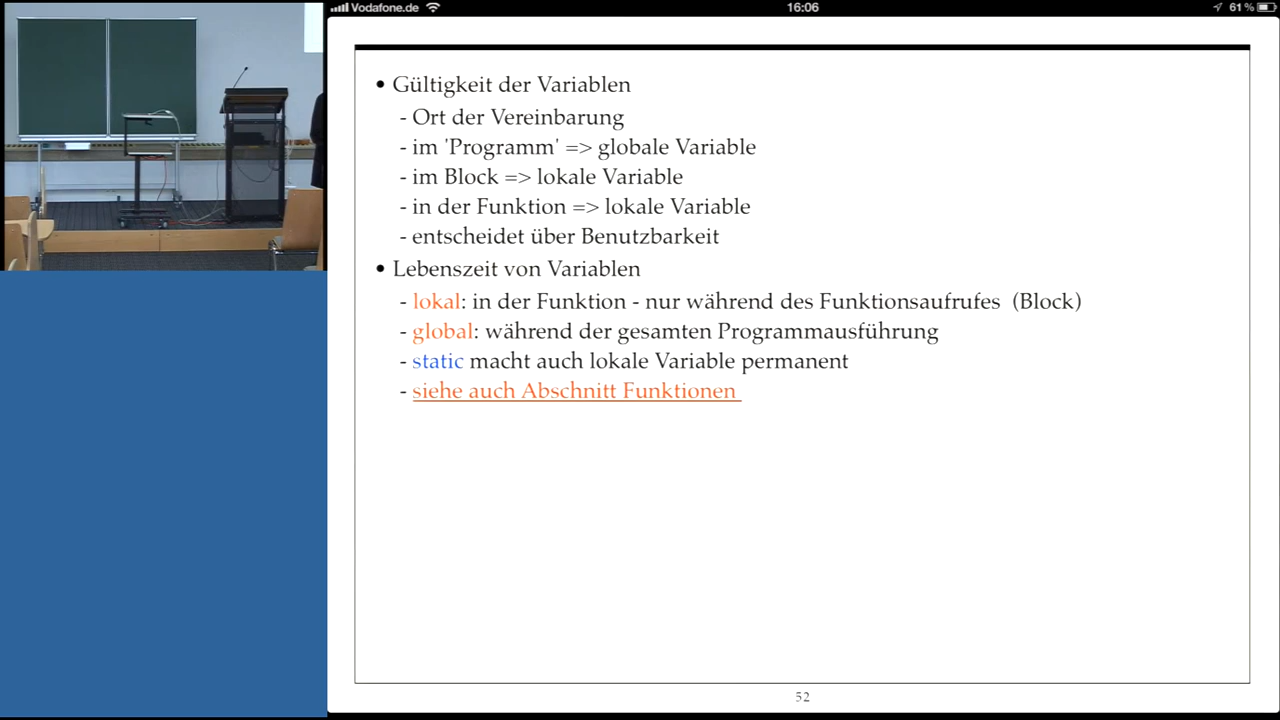 Vodafone.de 16:06 61 %
• Gültigkeit der Variablen
- Ort der Vereinbarung
- im 'Programm' => globale Variable
- im Block => lokale Variable
- in der Funktion => lokale Variable
- entscheidet über Benutzbarkeit
• Lebenszeit von Variablen
- lokal: in der Funktion - nur während des Funktionsaufrufes (Block)
- global: während der gesamten Programmausführung
- static macht auch lokale Variable permanent
- siehe auch Abschnitt Funktionen
52